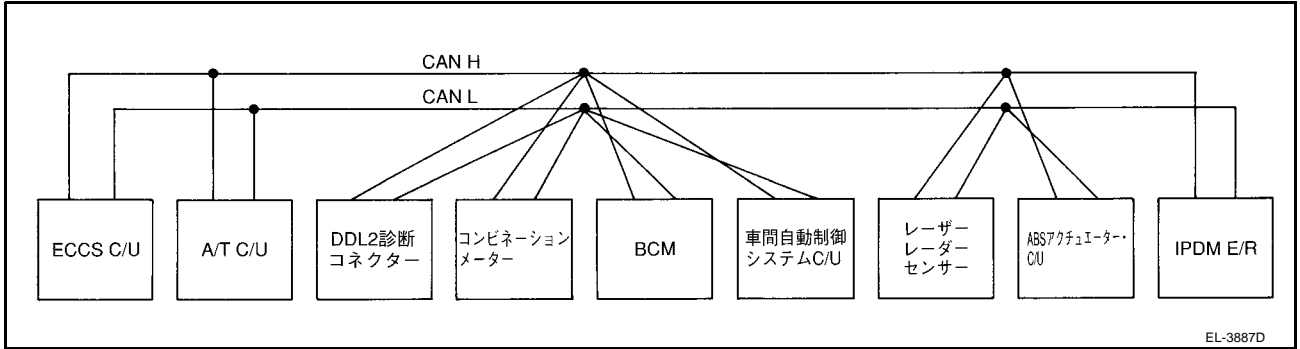 CAN H
CAN L
ECCS C/U
A/T C/U
DDL2診断
コネクター
コンビネーション
メーター
BCM
車間自動制御
システムC/U
レーザー
レーダー
センサー
ABSアクチュエーター・
C/U
IPDM E/R
EL-3887D